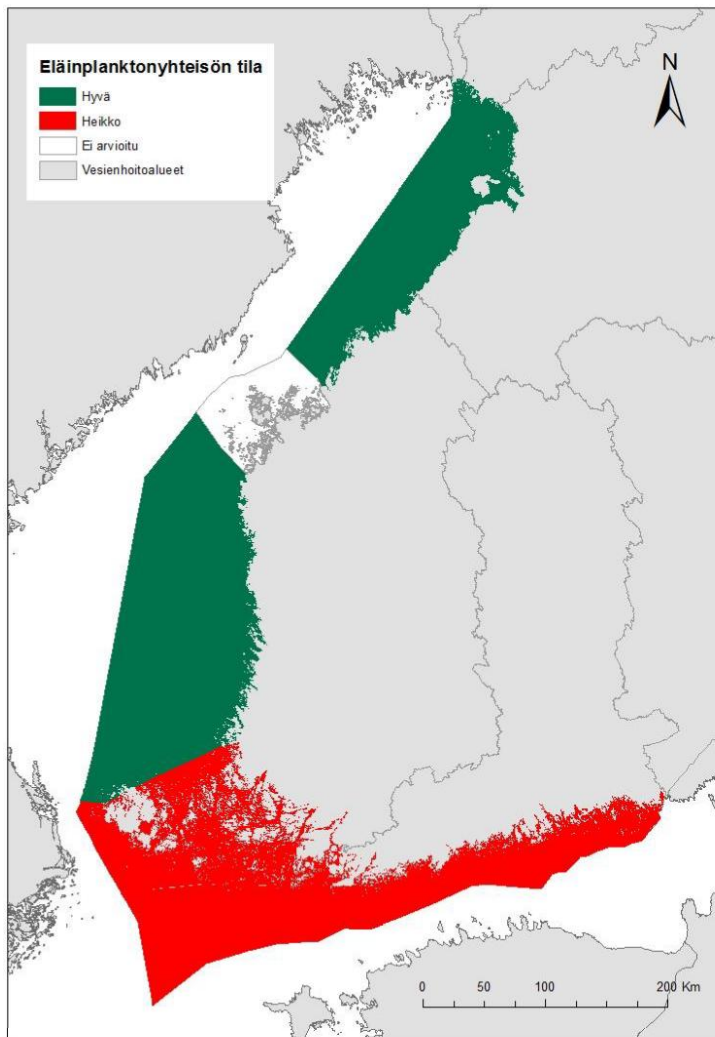 Eläinplanktonyhteisön tila
Hyvä
Heikko
Ei arvioitu
Vesienhoitoalueet
N
0 50 100 200 Km